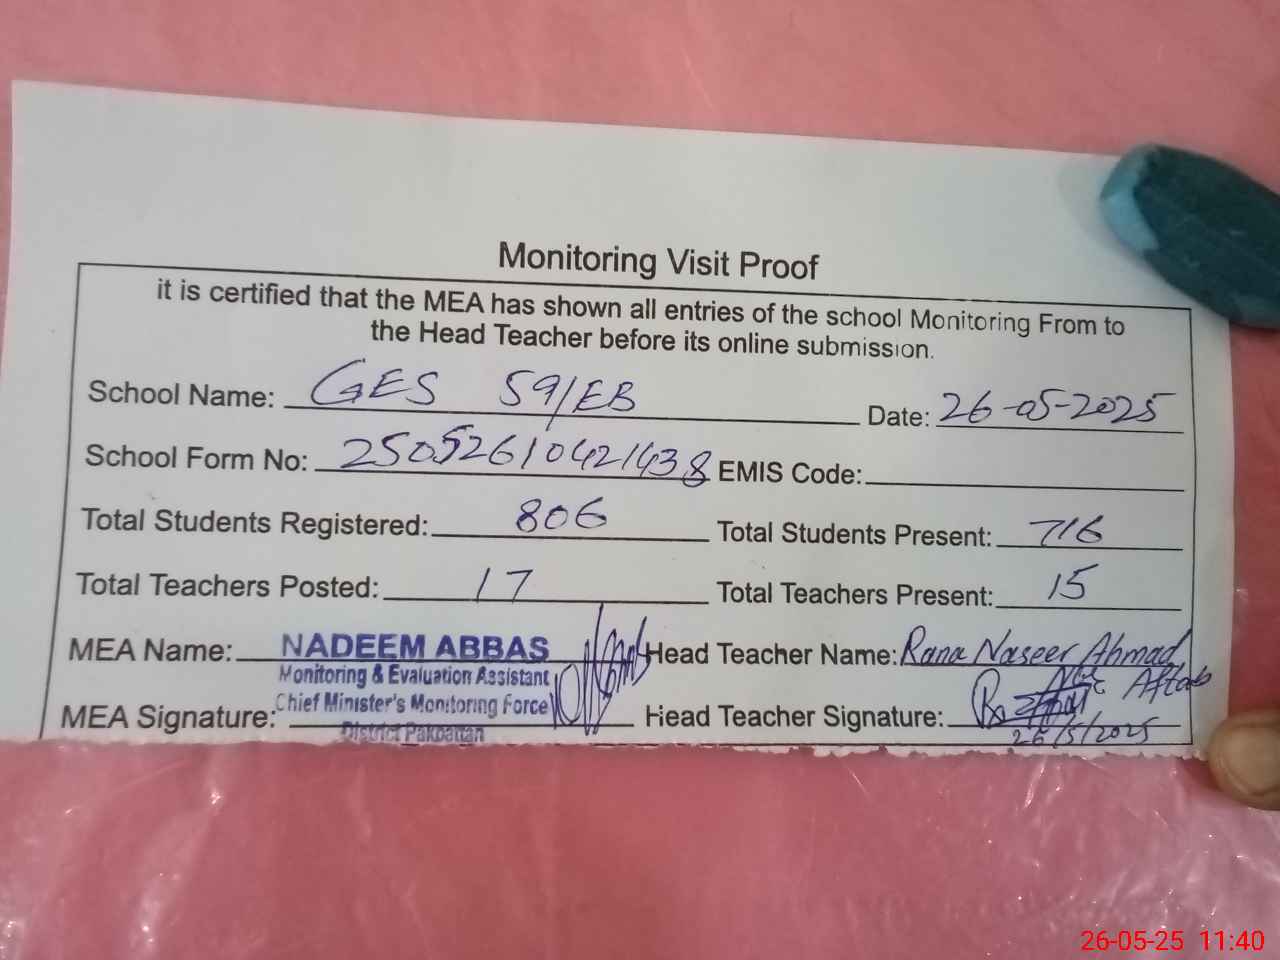 Monitoring Visit Proof
it is certified that the MEA has shown all entries of the school Monitoring From to
the Head Teacher before its online submission.
School Name: GES 59/EB Date: 26-05-2025
School Form No: 25052610421438 EMIS Code:
Total Students Registered: 806 Total Students Present: 716
Total Teachers Posted: 17 Total Teachers Present: 15
MEA Name: NADEEM ABBAS Head Teacher Name: Rana Naseer Ahmad
Monitoring & Evaluation Assistant Aftab
Chief Minister's Monitoring Force
MEA Signature: Head Teacher Signature:
District Pakpattan 26/5/2025
26-05-25 11:40